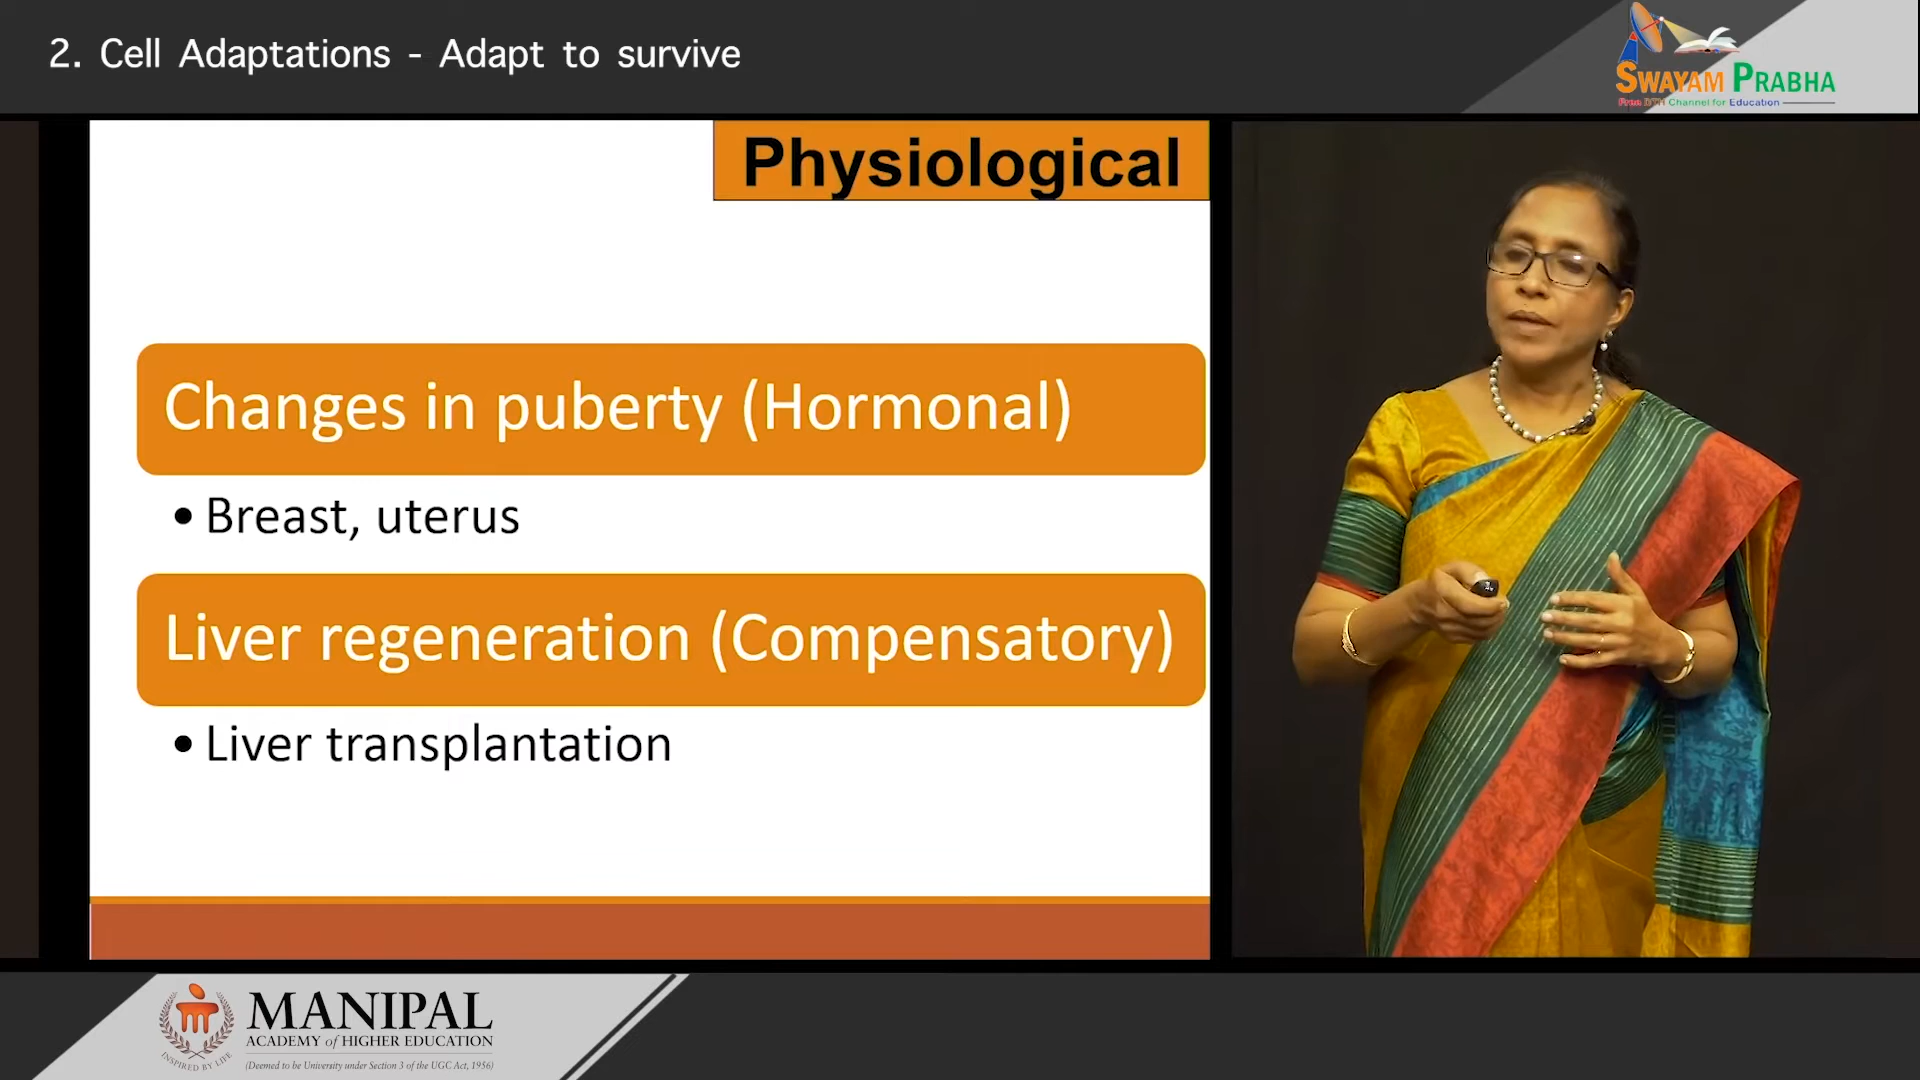 2. Cell Adaptations - Adapt to survive
SWAYAM PRABHA
Free DTH Channel for Education
Physiological
Changes in puberty (Hormonal)
• Breast, uterus
Liver regeneration (Compensatory)
• Liver transplantation
MANIPAL
ACADEMY of HIGHER EDUCATION
(Deemed to be University under Section 3 of the UGC Act, 1956)
INSPIRED BY LIFE